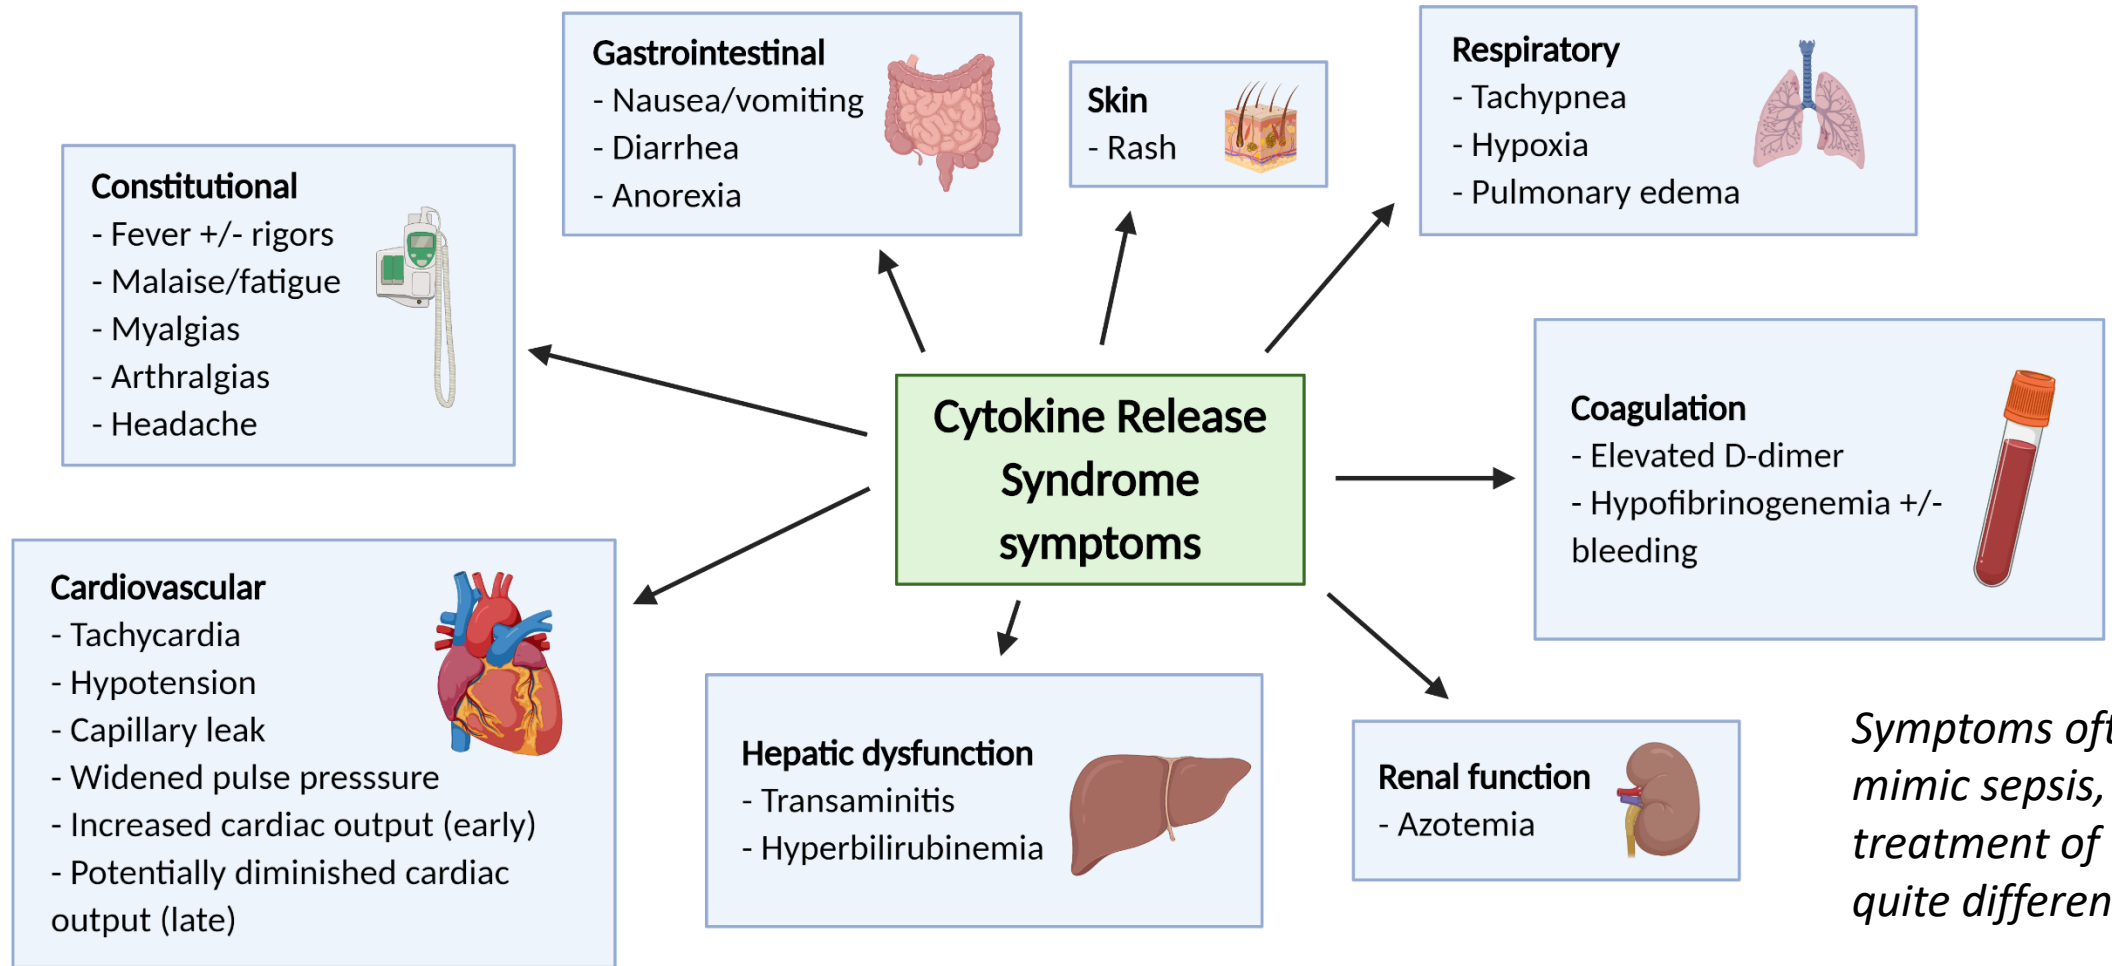 Gastrointestinal
- Nausea/vomiting
- Diarrhea
- Anorexia
Skin
- Rash
Respiratory
- Tachypnea
- Hypoxia
- Pulmonary edema
Constitutional
- Fever +/- rigors
- Malaise/fatigue
- Myalgias
- Arthralgias
- Headache
Cytokine Release
Syndrome
symptoms
Coagulation
- Elevated D-dimer
- Hypofibrinogenemia +/-
bleeding
Cardiovascular
- Tachycardia
- Hypotension
- Capillary leak
- Widened pulse presssure
- Increased cardiac output (early)
- Potentially diminished cardiac
output (late)
Hepatic dysfunction
- Transaminitis
- Hyperbilirubinemia
Renal function
- Azotemia
Symptoms
mimic sepsis,
treatment of
quite